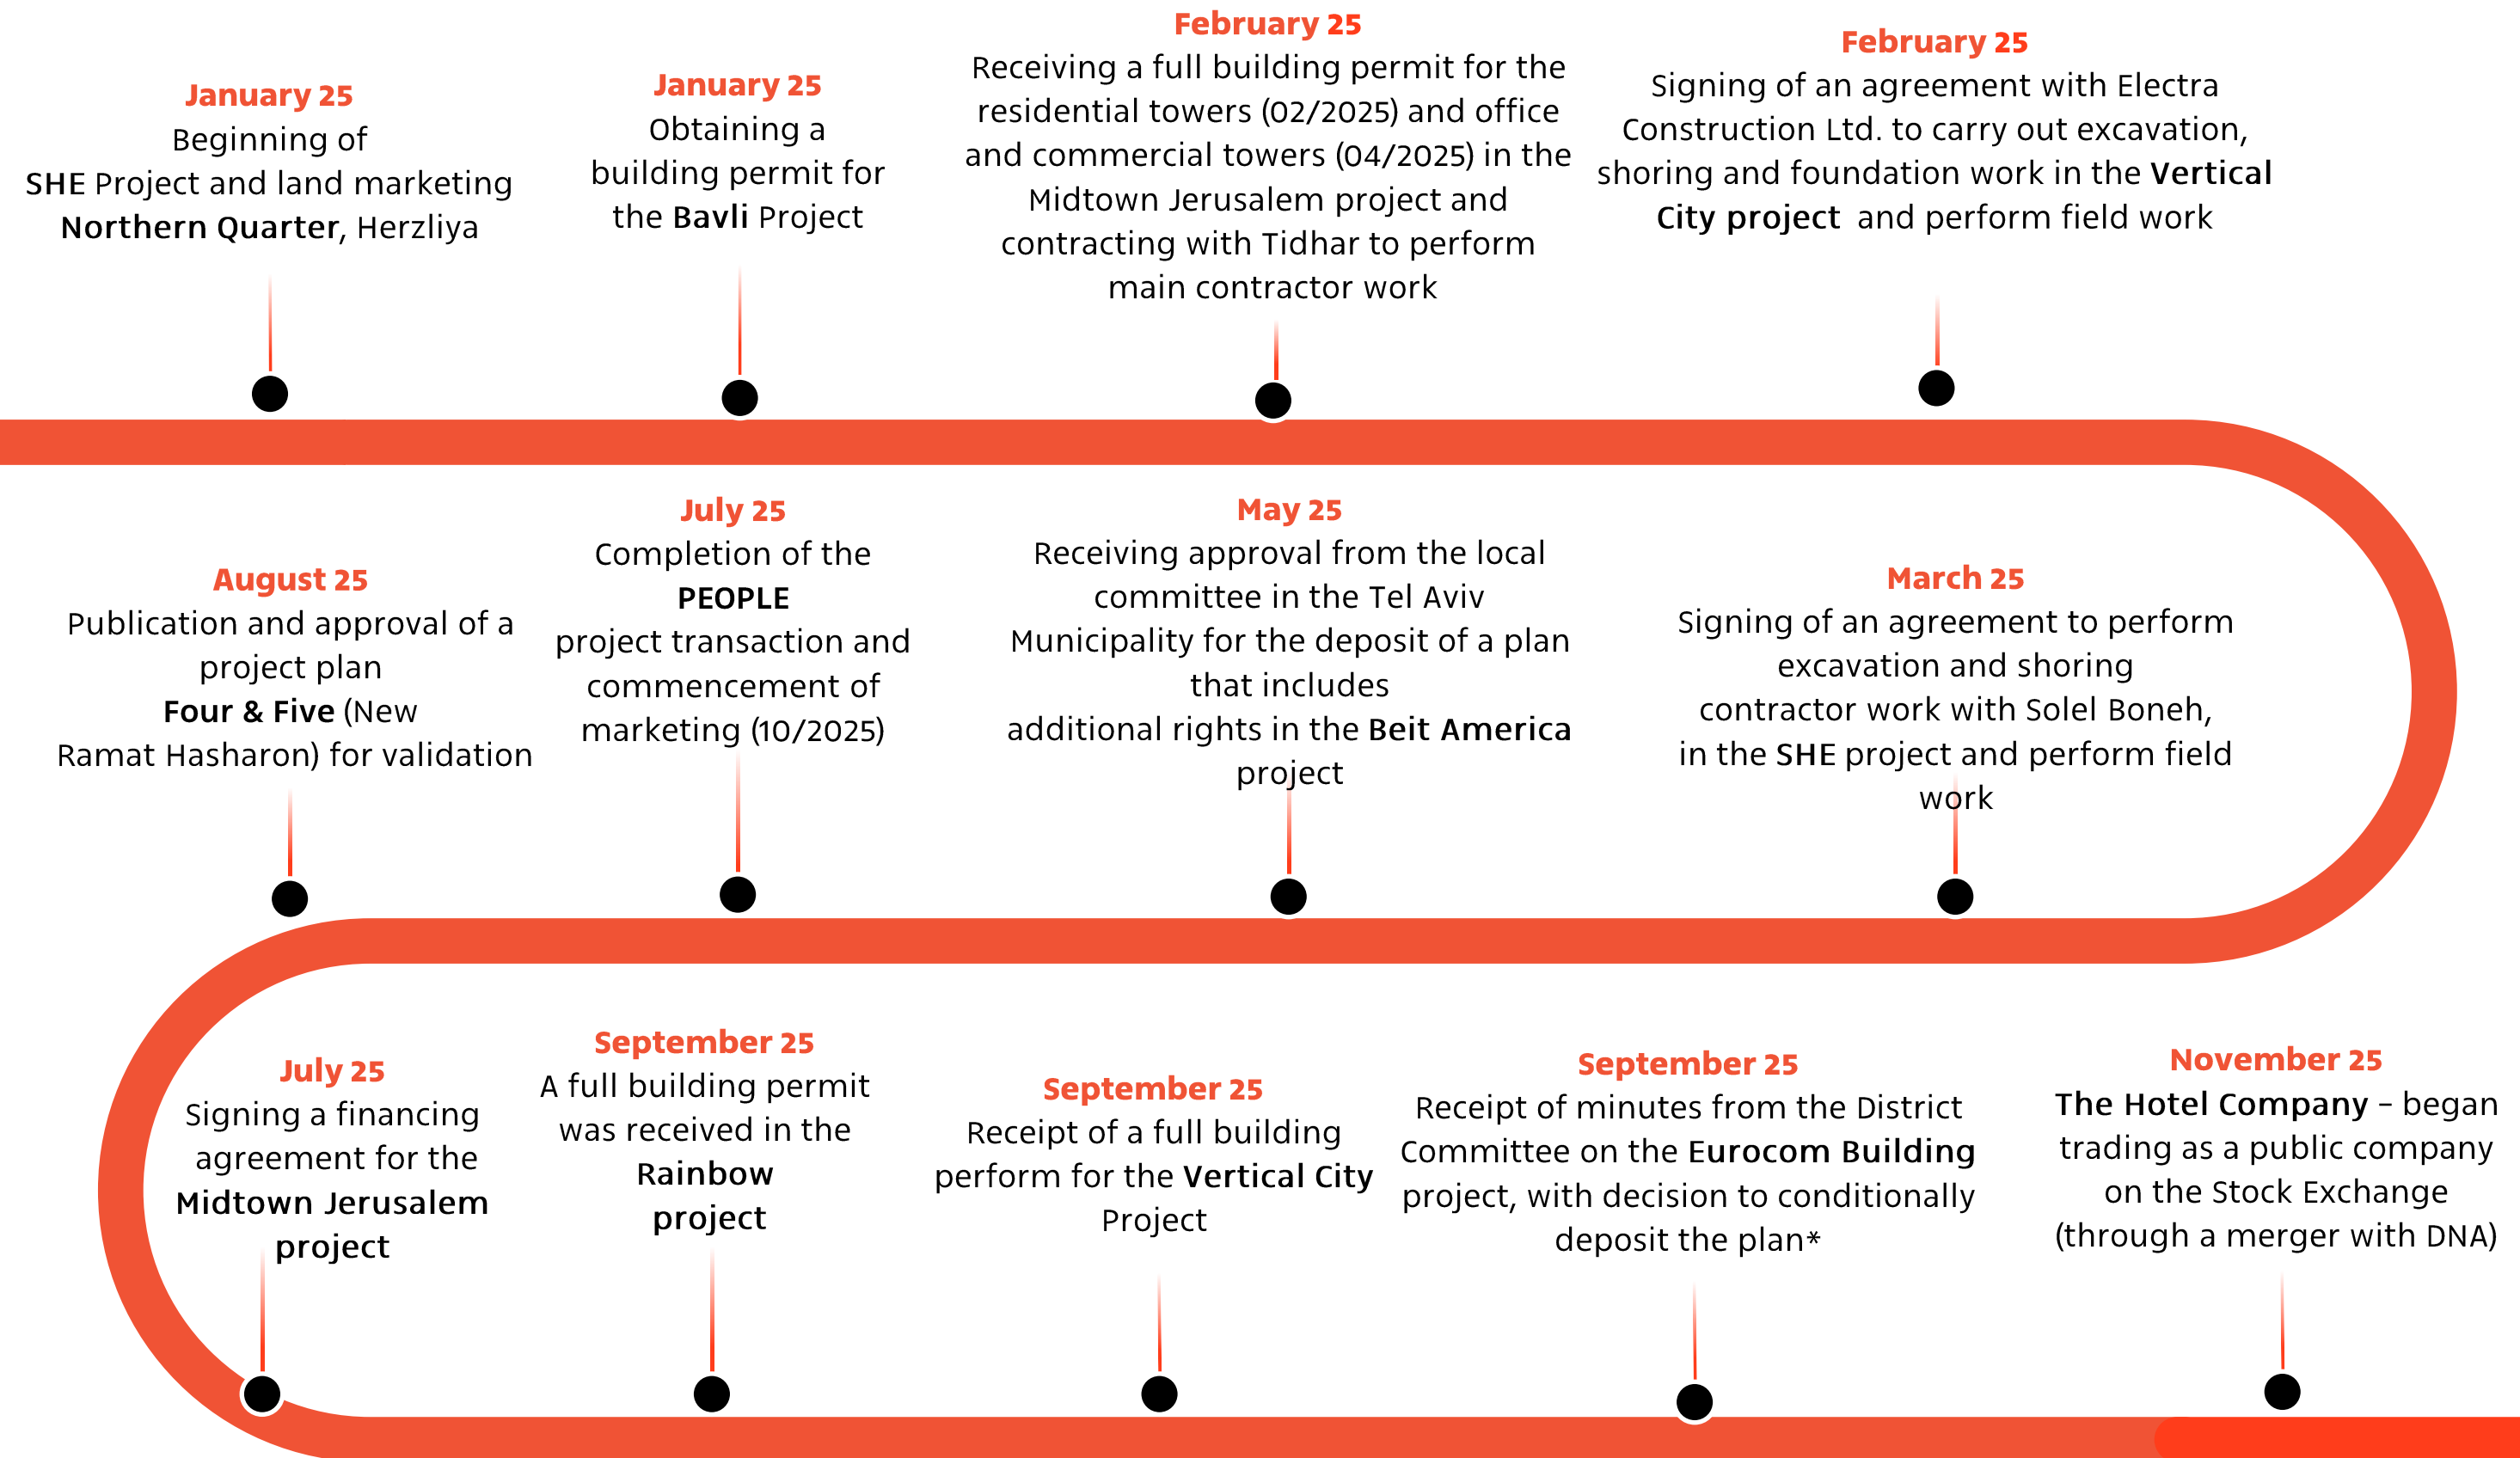 January 25
Beginning of
SHE Project and land marketing
Northern Quarter, Herzliya
January 25
Obtaining a
building permit for
the Bavli Project
February 25
Receiving a full building permit for the
residential towers (02/2025) and office
and commercial towers (04/2025) in the
Midtown Jerusalem project and
contracting with Tidhar to perform
main contractor work
February 25
Signing of an agreement with Electra
Construction Ltd. to carry out excavation,
shoring and foundation work in the Vertical
City project and perform field work
August 25
Publication and approval of a
project plan
Four & Five (New
Ramat Hasharon) for validation
July 25
Completion of the
PEOPLE
project transaction and
commencement of
marketing (10/2025)
May 25
Receiving approval from the local
committee in the Tel Aviv
Municipality for the deposit of a plan
that includes
additional rights in the Beit America
project
March 25
Signing of an agreement to perform
excavation and shoring
contractor work with Solel Boneh,
in the SHE project and perform field
work
July 25
Signing a financing
agreement for the
Midtown Jerusalem
project
September 25
A full building permit
was received in the
Rainbow
project
September 25
Receipt of a full building
perform for the Vertical City
Project
September 25
Receipt of minutes from the District
Committee on the Eurocom Building
project, with decision to conditionally
deposit the plan*
November 25
The Hotel Company – began
trading as a public company
on the Stock Exchange
(through a merger with DNA)